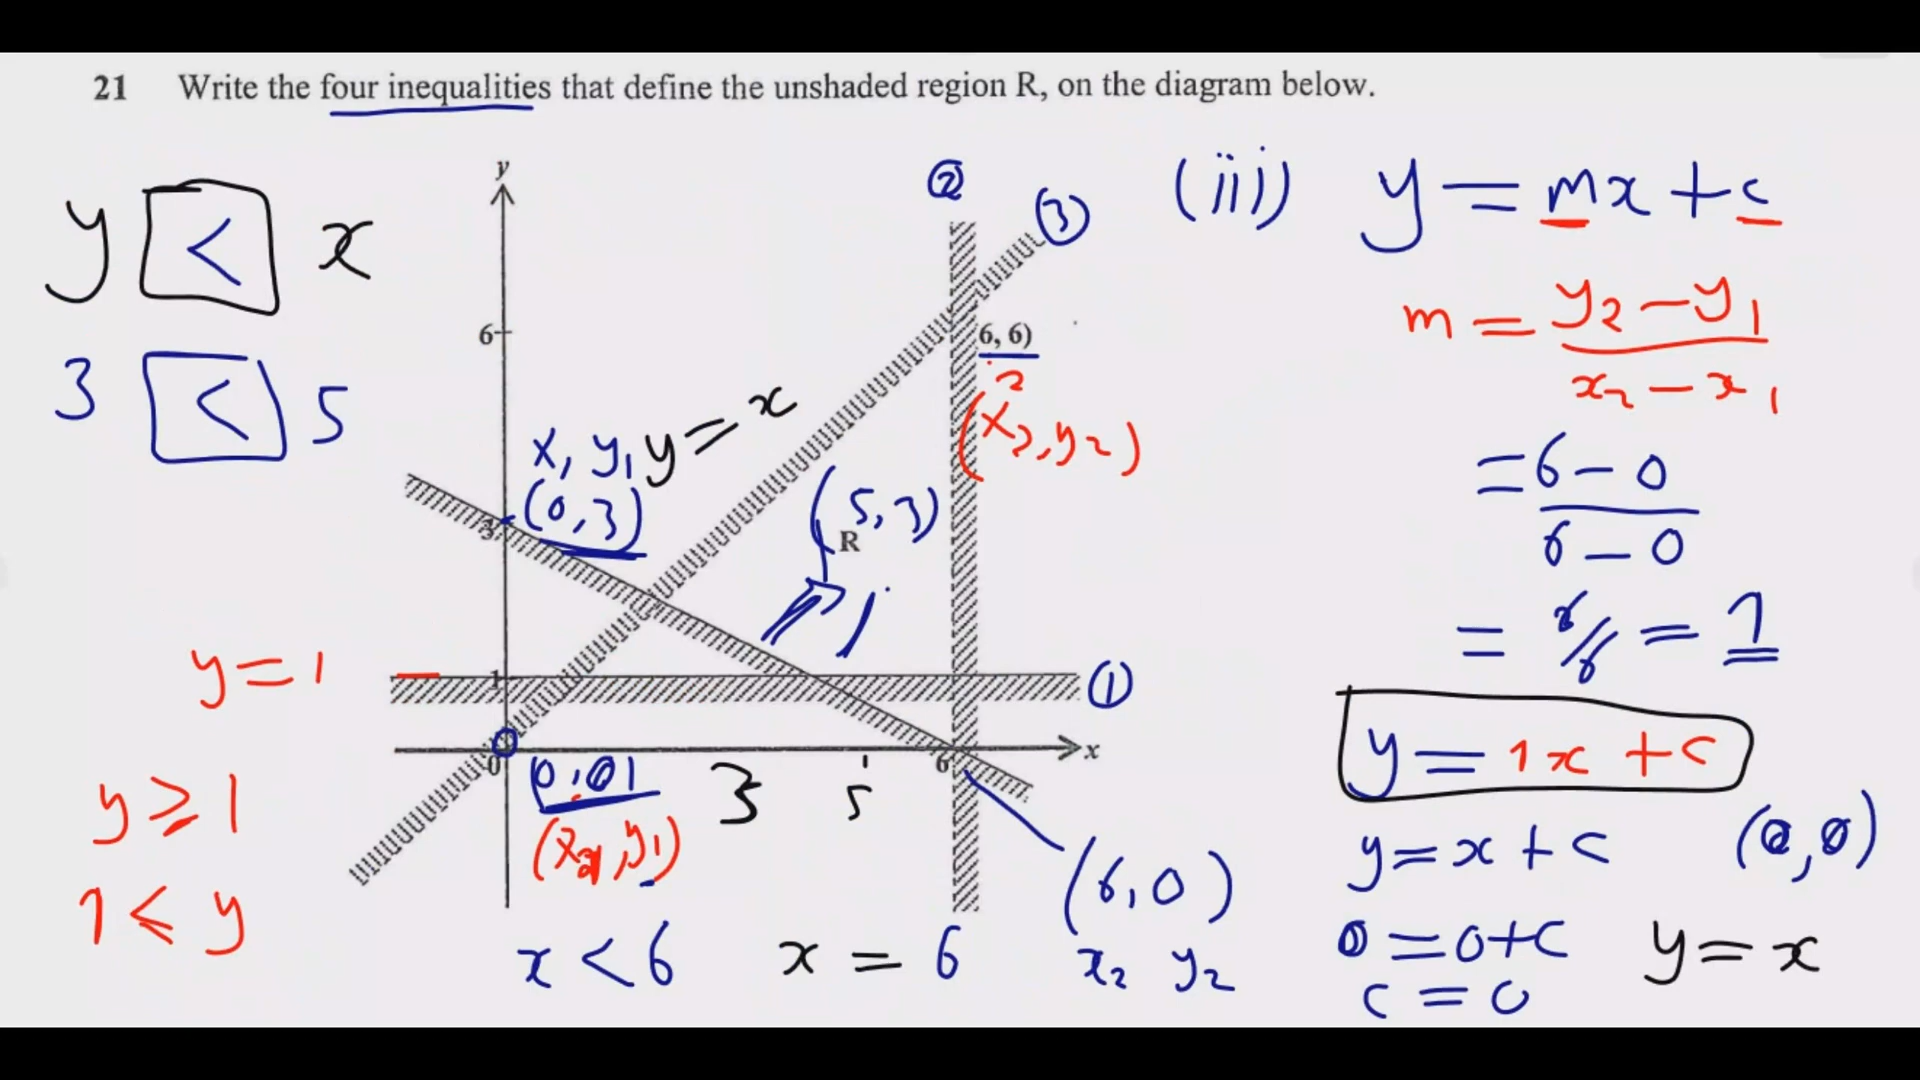 21 Write the four inequalities that define the unshaded region R, on the diagram below.
y < x
3 < 5
y = 1
y ≥ 1
1 ≤ y
y
②
③
6
6, 6)
2
(x₂, y₂)
y = x
x, y₁
(0, 3)
3
(5, 3)
R
1
①
0
(0,0)
(x₁, y₁)
3
5
6
x
(6, 0)
x₂ y₂
x < 6
x = 6
(iii) y = mx + c
m = y₂ − y₁
x₂ − x₁
= 6 − 0
6 − 0
= 6/6 = 1
y = 1x + c
y = x + c (0, 0)
0 = 0 + c
c = 0
y = x